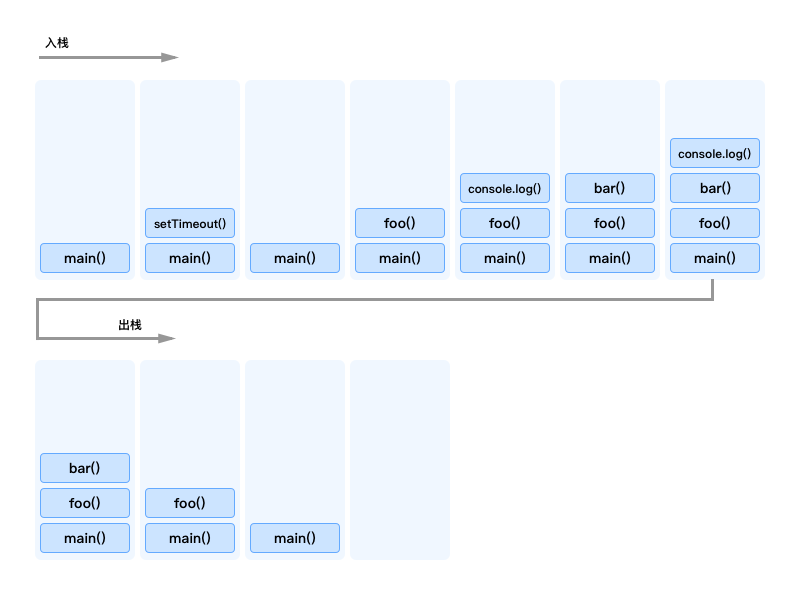 入栈
main()
setTimeout()
main()
main()
foo()
main()
console.log()
foo()
main()
bar()
foo()
main()
console.log()
bar()
foo()
main()
出栈
bar()
foo()
main()
foo()
main()
main()